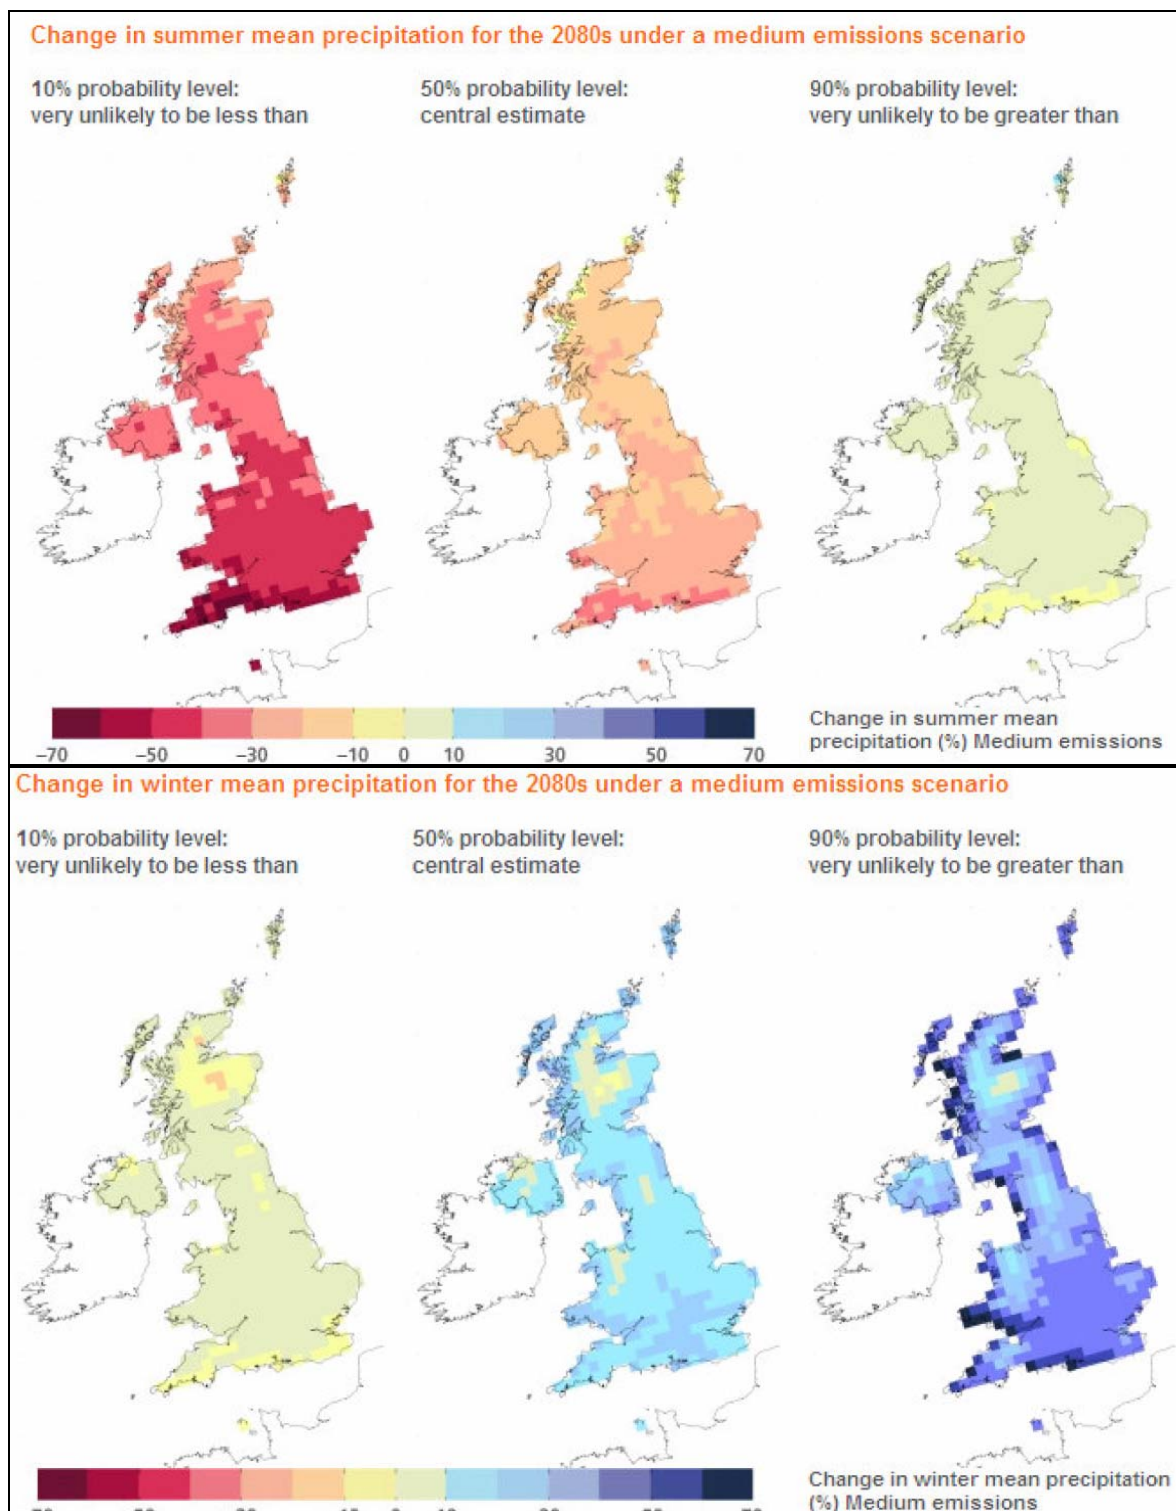 Change in summer mean precipitation for the 2080s under a medium emissions scenario
10% probability level:
very unlikely to be less than
50% probability level:
central estimate
90% probability level:
very unlikely to be greater than
−70 −50 −30 −10 0 10 30 50 70
Change in summer mean
precipitation (%) Medium emissions
Change in winter mean precipitation for the 2080s under a medium emissions scenario
10% probability level:
very unlikely to be less than
50% probability level:
central estimate
90% probability level:
very unlikely to be greater than
Change in winter mean precipitation
(%) Medium emissions